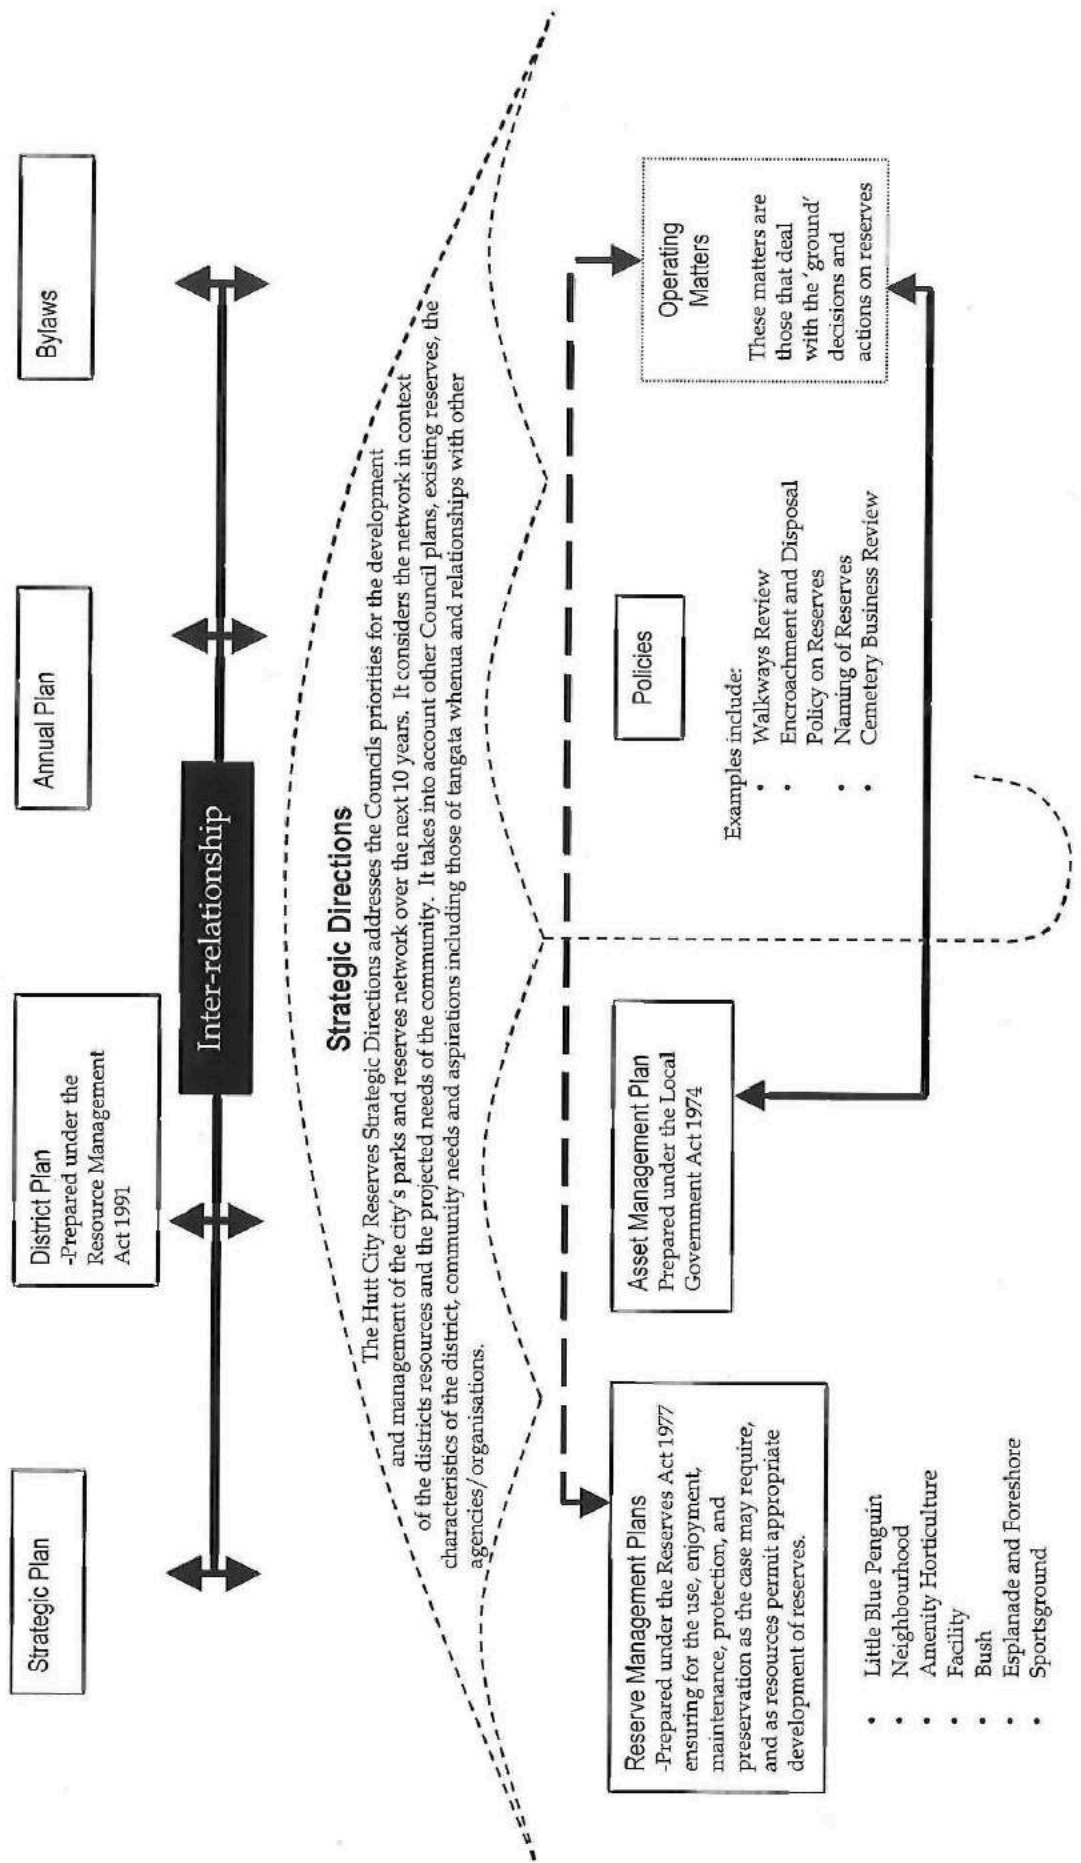 Strategic Plan
District Plan
-Prepared under the
Resource Management
Act 1991
Annual Plan
Bylaws
Inter-relationship
Strategic Directions
The Hutt City Reserves Strategic Directions addresses the Councils priorities for the development
and management of the city's parks and reserves network over the next 10 years. It considers the network in context
of the districts resources and the projected needs of the community. It takes into account other Council plans, existing reserves, the
characteristics of the district, community needs and aspirations including those of tangata whenua and relationships with other
agencies/organisations.
Reserve Management Plans
-Prepared under the Reserves Act 1977
ensuring for the use, enjoyment,
maintenance, protection, and
preservation as the case may require,
and as resources permit appropriate
development of reserves.
• Little Blue Penguin
• Neighbourhood
• Amenity Horticulture
• Facility
• Bush
• Esplanade and Foreshore
• Sportsground
Asset Management Plan
Prepared under the Local
Government Act 1974
Policies
Examples include:
• Walkways Review
• Encroachment and Disposal
Policy on Reserves
• Naming of Reserves
• Cemetery Business Review
Operating
Matters
These matters are
those that deal
with the 'ground'
decisions and
actions on reserves